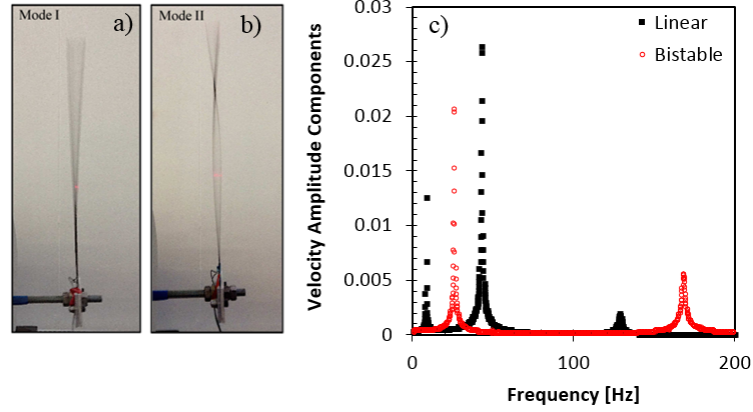 Mode I
a)
Mode II
b)
c)
Linear
Bistable
Velocity Amplitude Components
0.03
0.025
0.02
0.015
0.01
0.005
0
0
100
200
Frequency [Hz]